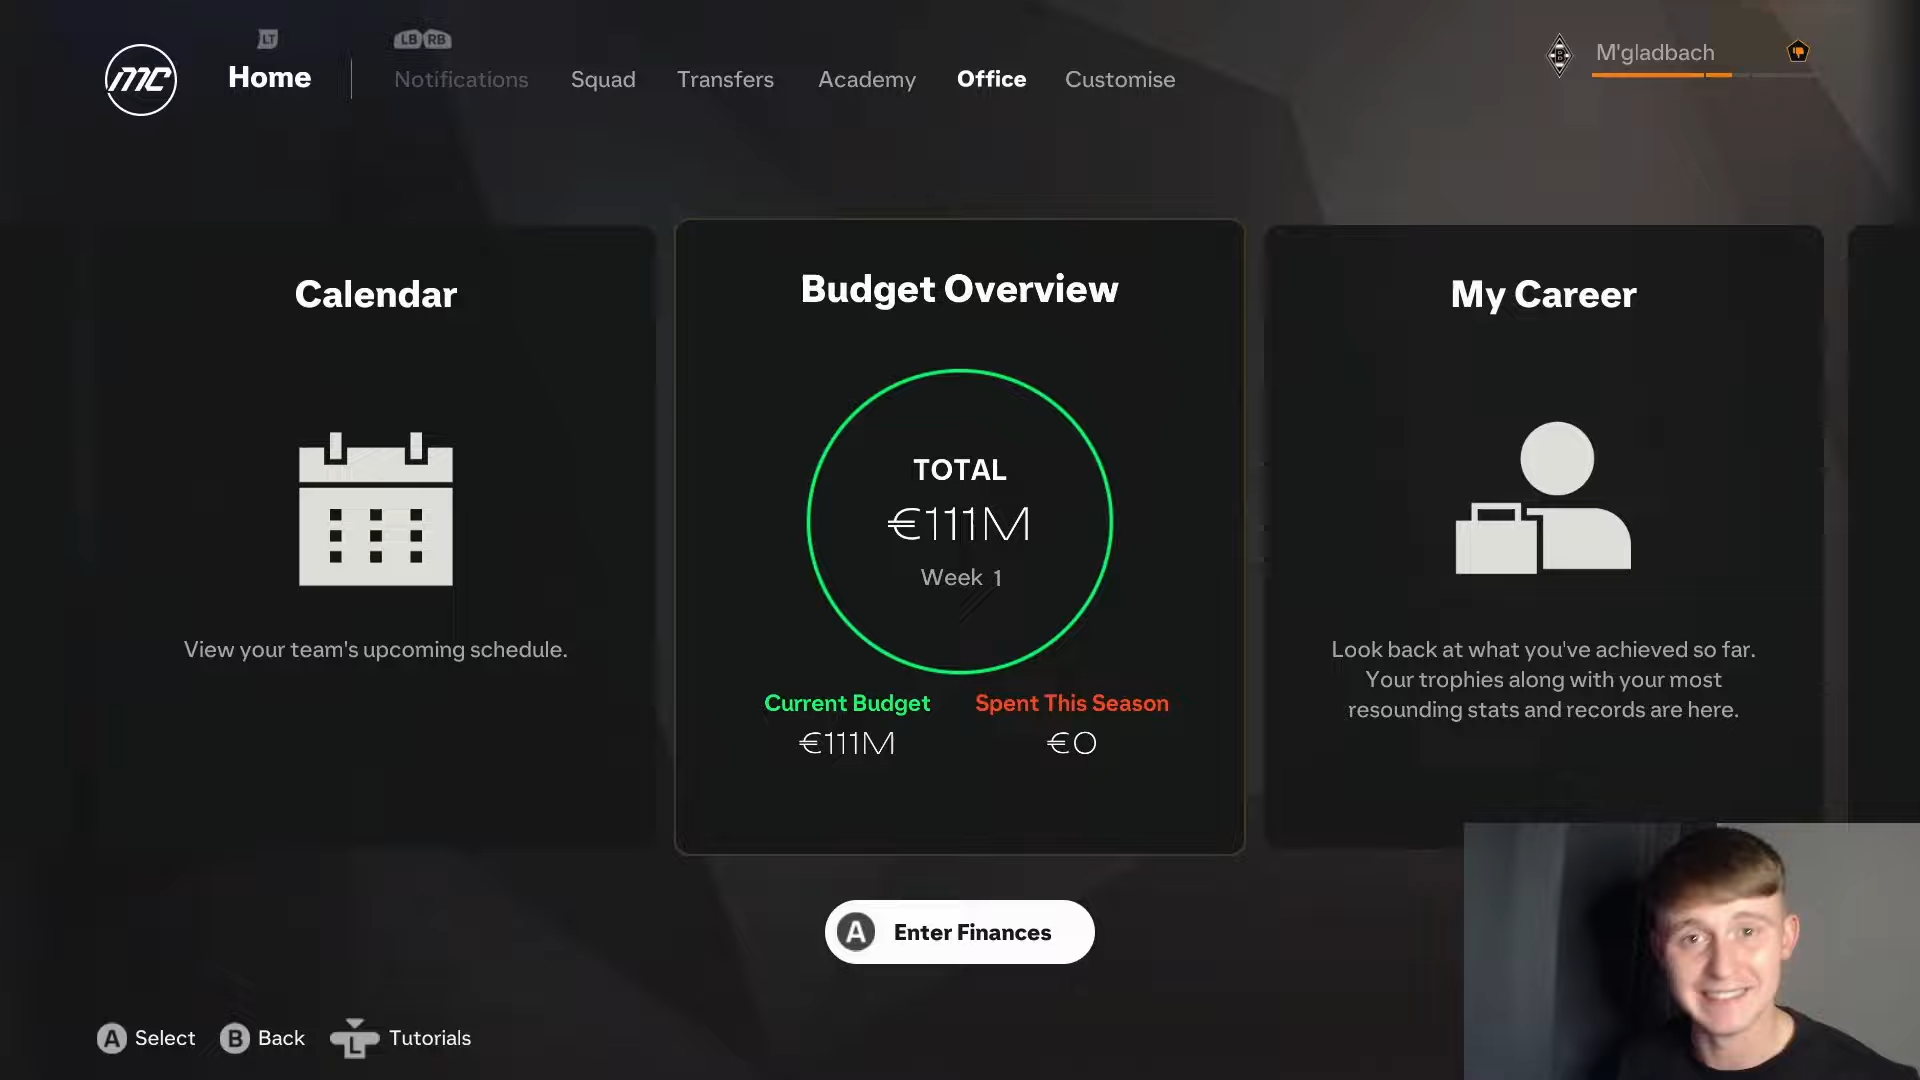 LT
LB RB
MC
Home
Notifications
Squad
Transfers
Academy
Office
Customise
B
M'gladbach
Calendar
View your team's upcoming schedule.
Budget Overview
TOTAL
€111M
Week 1
Current Budget
€111M
Spent This Season
€0
My Career
Look back at what you've achieved so far.
Your trophies along with your most
resounding stats and records are here.
A Enter Finances
A Select
B Back
L Tutorials